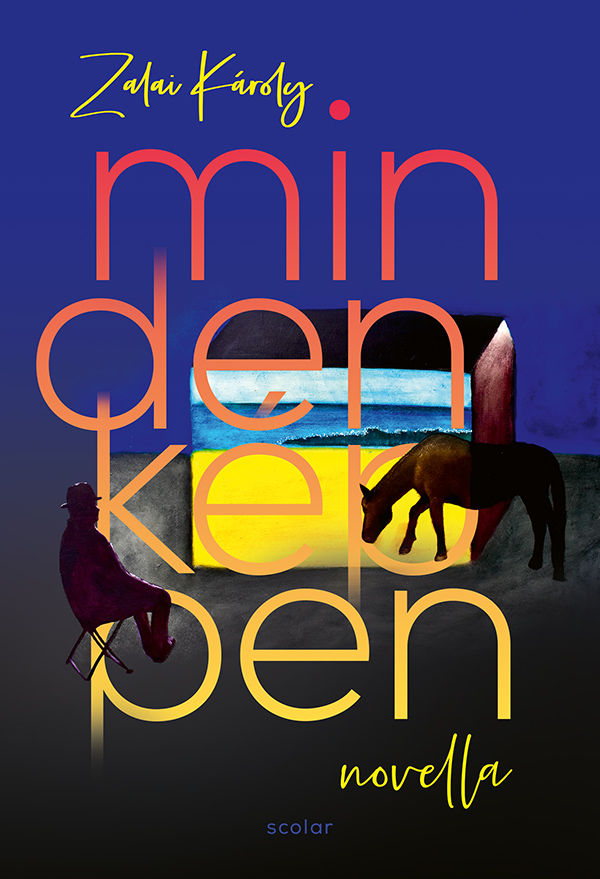 Zalai Károly
min
den
kép
pen
novella
scolar